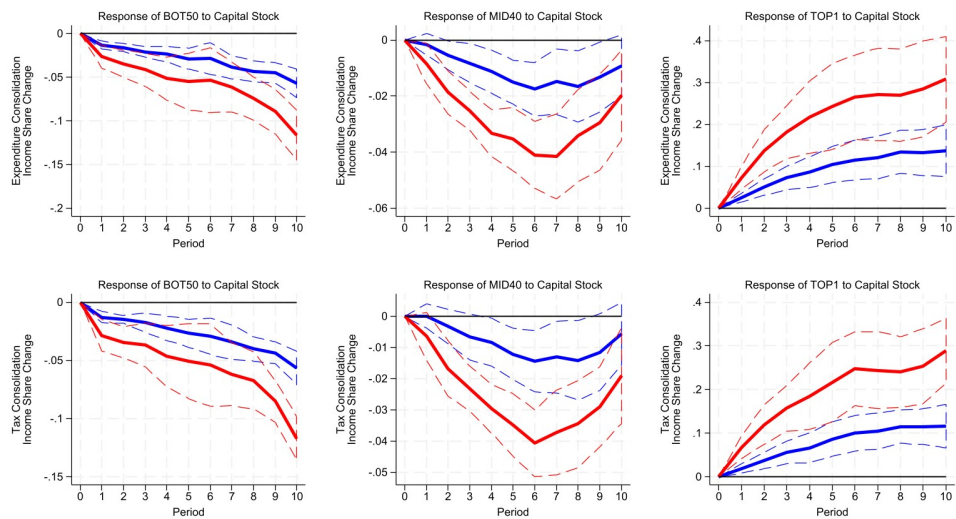 Response of BOT50 to Capital Stock
Expenditure Consolidation
Income Share Change
0
-.05
-.1
-.15
-.2
0 1 2 3 4 5 6 7 8 9 10
Period
Response of MID40 to Capital Stock
Expenditure Consolidation
Income Share Change
0
-.02
-.04
-.06
0 1 2 3 4 5 6 7 8 9 10
Period
Response of TOP1 to Capital Stock
Expenditure Consolidation
Income Share Change
.4
.3
.2
.1
0
0 1 2 3 4 5 6 7 8 9 10
Period
Response of BOT50 to Capital Stock
Tax Consolidation
Income Share Change
0
-.05
-.1
-.15
0 1 2 3 4 5 6 7 8 9 10
Period
Response of MID40 to Capital Stock
Tax Consolidation
Income Share Change
0
-.01
-.02
-.03
-.04
-.05
0 1 2 3 4 5 6 7 8 9 10
Period
Response of TOP1 to Capital Stock
Tax Consolidation
Income Share Change
.4
.3
.2
.1
0
0 1 2 3 4 5 6 7 8 9 10
Period